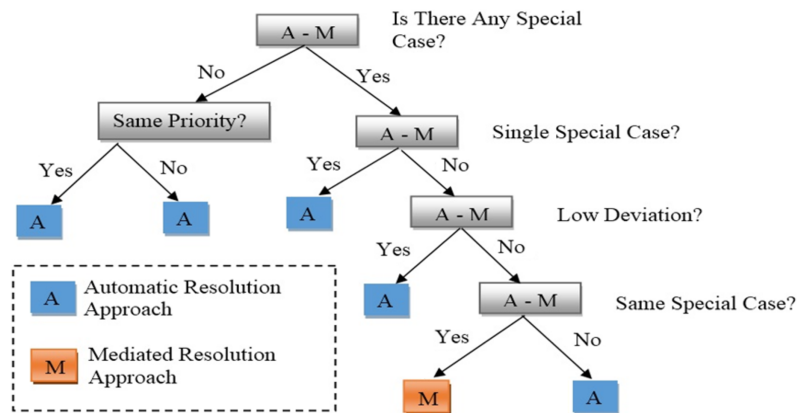 A - M
Is There Any Special
Case?
No
Yes
Same Priority?
A - M
Single Special Case?
Yes
No
Yes
No
A
A
A
A - M
Low Deviation?
Yes
No
A
A - M
Same Special Case?
Yes
No
M
A
A
Automatic Resolution
Approach
M
Mediated Resolution
Approach